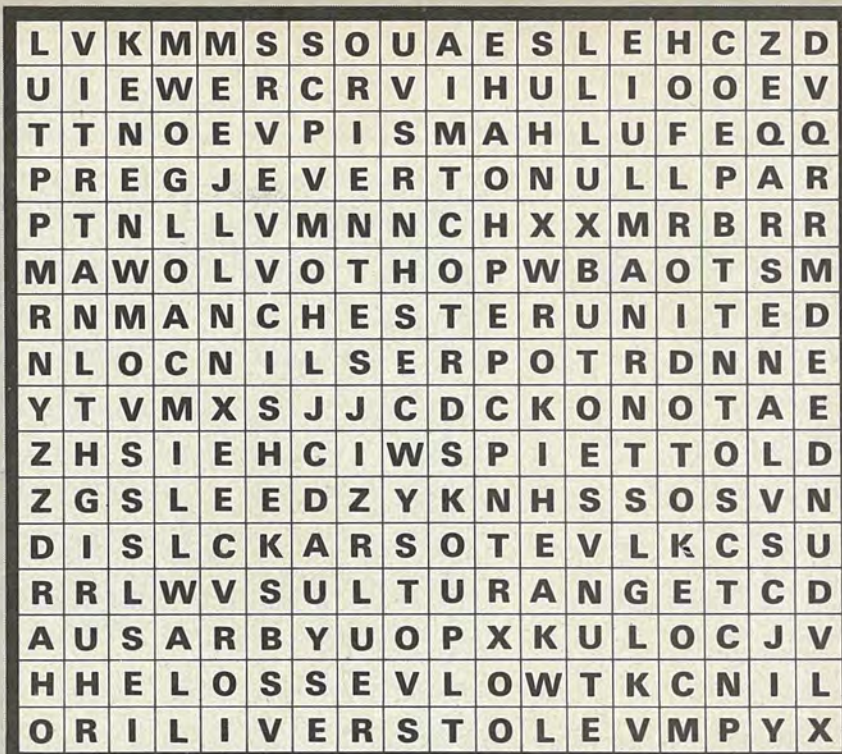 L V K M M S S O U A E S L E H C Z D
U I E W E R C R V I H U L I O O E V
T T N O E V P I S M A H L U F E Q Q
P R E G J E V E R T O N U L L P A R
P T N L L V M N N C H X X M R B R R
M A W O L V O T H O P W B A O T S M
R N M A N C H E S T E R U N I T E D
N L O C N I L S E R P O T R D N N E
Y T V M X S J J C D C K O N O T A E
Z H S I E H C I W S P I E T T O L D
Z G S L E E D Z Y K N H S S O S V N
D I S L C K A R S O T E V L K C S U
R R L W V S U L T U R A N G E T C D
A U S A R B Y U O P X K U L O C J V
H H E L O S S E V L O W T K C N I L
O R I L I V E R S T O L E V M P Y X